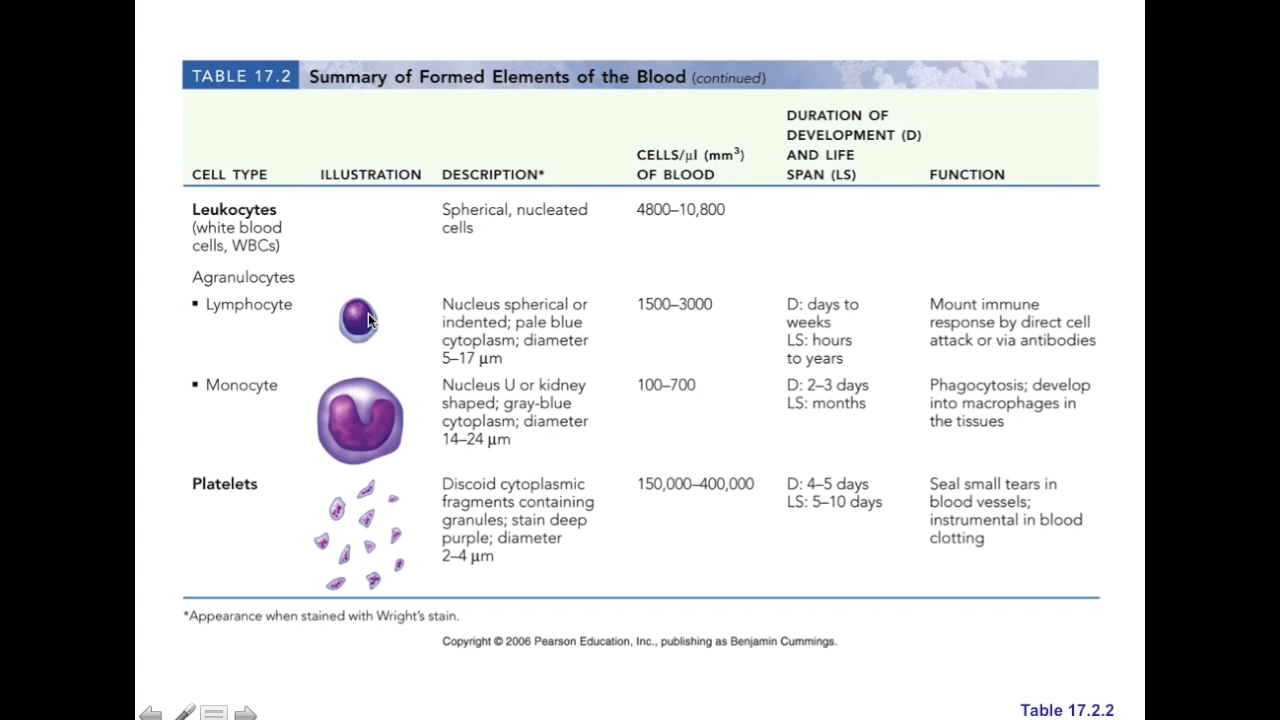 TABLE 17.2 Summary of Formed Elements of the Blood (continued)
CELL TYPE
ILLUSTRATION
DESCRIPTION*
CELLS/µl (mm³)
OF BLOOD
DURATION OF
DEVELOPMENT (D)
AND LIFE
SPAN (LS)
FUNCTION
Leukocytes
(white blood
cells, WBCs)
Spherical, nucleated
cells
4800–10,800
Agranulocytes
▪ Lymphocyte
Nucleus spherical or
indented; pale blue
cytoplasm; diameter
5–17 µm
1500–3000
D: days to
weeks
LS: hours
to years
Mount immune
response by direct cell
attack or via antibodies
▪ Monocyte
Nucleus U or kidney
shaped; gray-blue
cytoplasm; diameter
14–24 µm
100–700
D: 2–3 days
LS: months
Phagocytosis; develop
into macrophages in
the tissues
Platelets
Discoid cytoplasmic
fragments containing
granules; stain deep
purple; diameter
2–4 µm
150,000–400,000
D: 4–5 days
LS: 5–10 days
Seal small tears in
blood vessels;
instrumental in blood
clotting
*Appearance when stained with Wright's stain.
Copyright © 2006 Pearson Education, Inc., publishing as Benjamin Cummings.
Table 17.2.2